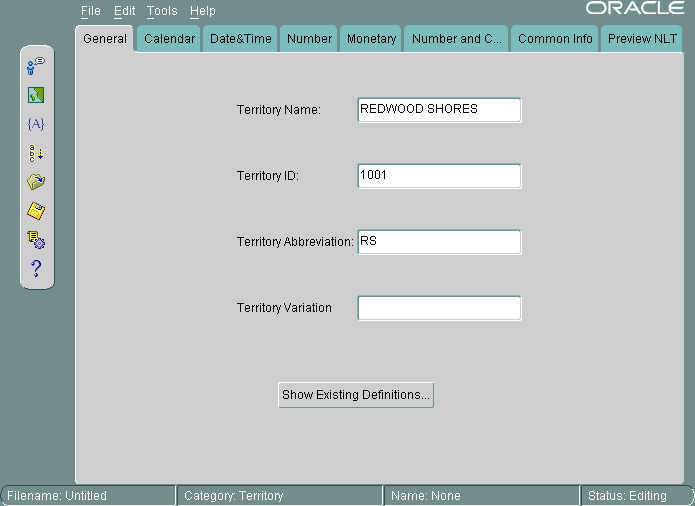 File Edit Tools Help
ORACLE
General Calendar Date&Time Number Monetary Number and C... Common Info Preview NLT
{A}
a
b
c
Territory Name: REDWOOD SHORES
Territory ID: 1001
Territory Abbreviation: RS
Territory Variation
?
Show Existing Definitions...
Filename: Untitled Category: Territory Name: None Status: Editing